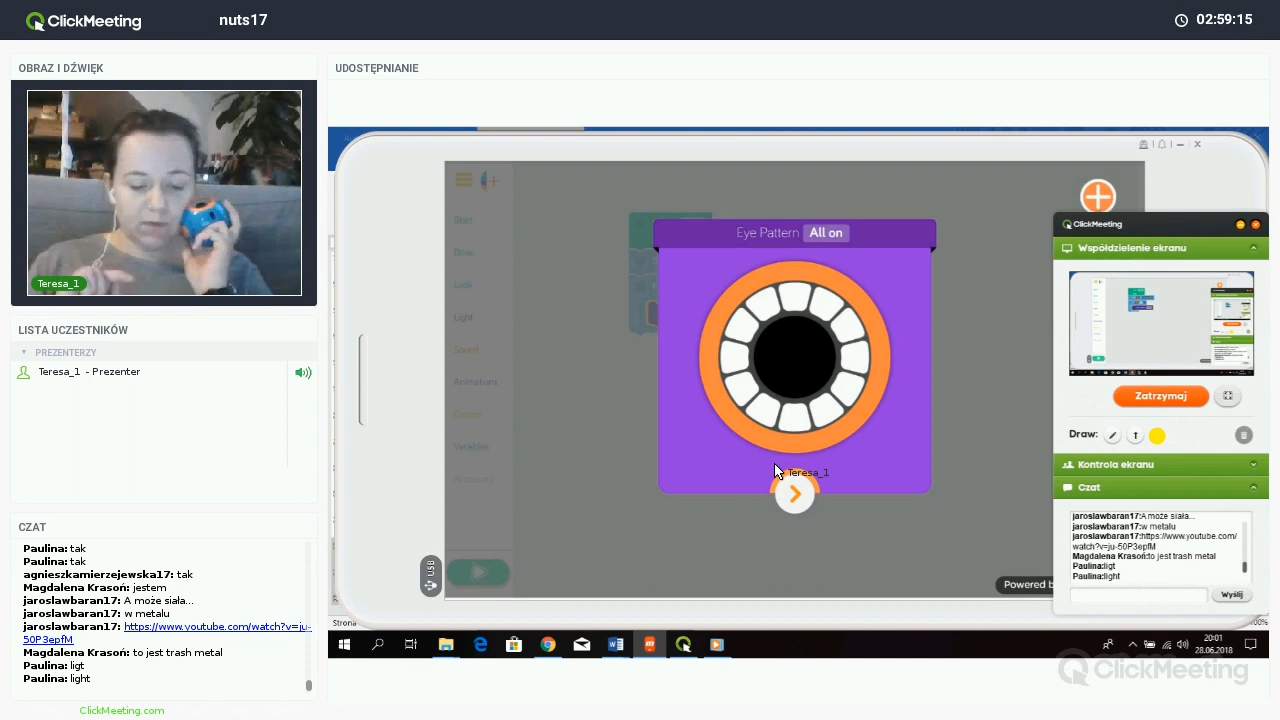 ClickMeeting
nuts17
02:59:15
OBRAZ I DŹWIĘK
Teresa_1
LISTA UCZESTNIKÓW
PREZENTERZY
Teresa_1 - Prezenter
CZAT
Paulina: tak
Paulina: tak
agnieszkamierzejewska17: tak
Magdalena Krasoń: jestem
jaroslawbaran17: A może siała...
jaroslawbaran17: w metalu
jaroslawbaran17: https://www.youtube.com/watch?v=ju-
50P3epfM
Magdalena Krasoń: to jest trash metal
Paulina: ligt
Paulina: light
ClickMeeting.com
UDOSTĘPNIANIE
Start
Drive
Look
Light
Sound
Animations
Control
Variables
Accessory
Eye Pattern All on
Teresa_1
USB
Powered b
Strona
ClickMeeting
Współdzielenie ekranu
Zatrzymaj
Draw:
Kontrola ekranu
Czat
jaroslawbaran17:A może siała...
jaroslawbaran17:w metalu
jaroslawbaran17:https://www.youtube.com/
watch?v=ju-50P3epfM
Magdalena Krasoń:to jest trash metal
Paulina:ligt
Paulina:light
Wyślij
100%
20:01
28.06.2018
ClickMeeting